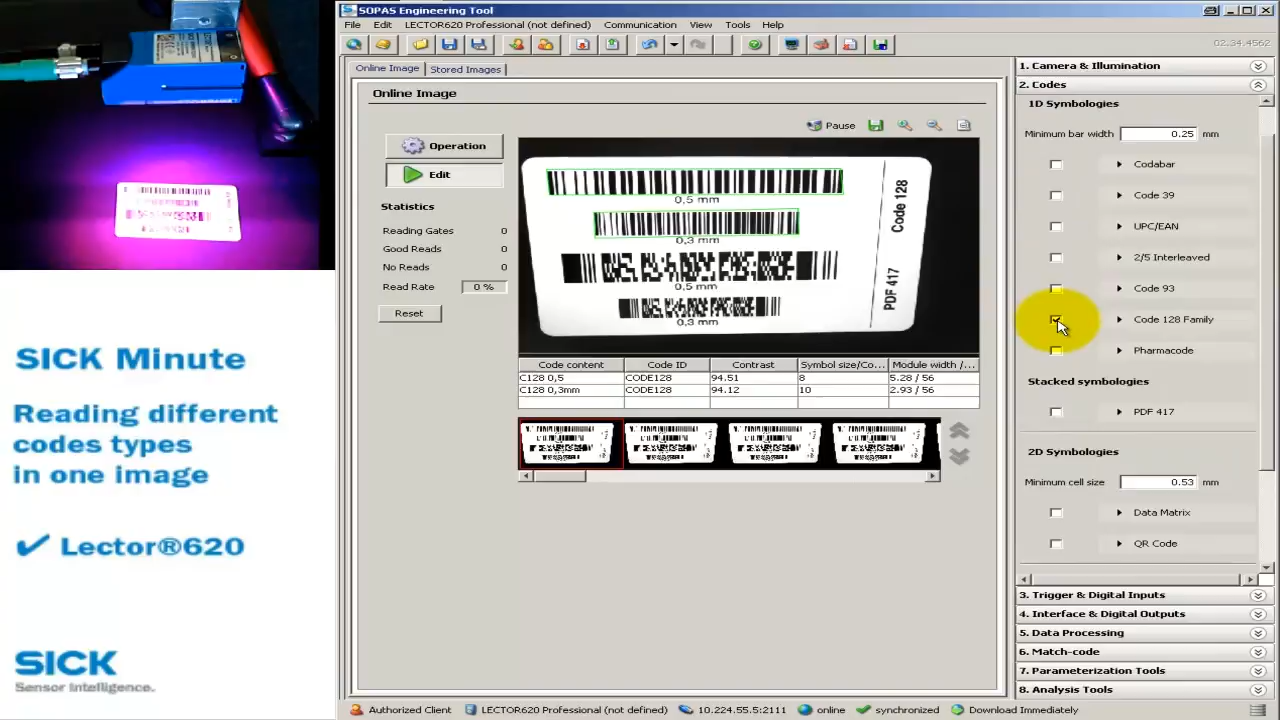 SOPAS Engineering Tool
File Edit LECTOR620 Professional (not defined) Communication View Tools Help
02.34.4562
Online Image Stored Images
Online Image
Pause
Operation
Edit
Statistics
Reading Gates 0
Good Reads 0
No Reads 0
Read Rate 0 %
Reset
0,5 mm
0,3 mm
0,5 mm
0,3 mm
Code 128
PDF 417
Code content Code ID Contrast Symbol size/Co... Module width /...
C128 0,5 CODE128 94.51 8 5.28 / 56
C128 0,3mm CODE128 94.12 10 2.93 / 56
1. Camera & Illumination
2. Codes
1D Symbologies
Minimum bar width 0.25 mm
Codabar
Code 39
UPC/EAN
2/5 Interleaved
Code 93
Code 128 Family
Pharmacode
Stacked symbologies
PDF 417
2D Symbologies
Minimum cell size 0.53 mm
Data Matrix
QR Code
3. Trigger & Digital Inputs
4. Interface & Digital Outputs
5. Data Processing
6. Match-code
7. Parameterization Tools
8. Analysis Tools
Authorized Client LECTOR620 Professional (not defined) 10.224.55.5:2111 online synchronized Download Immediately
SICK Minute
Reading different
codes types
in one image
✔ Lector®620
SICK
Sensor Intelligence.